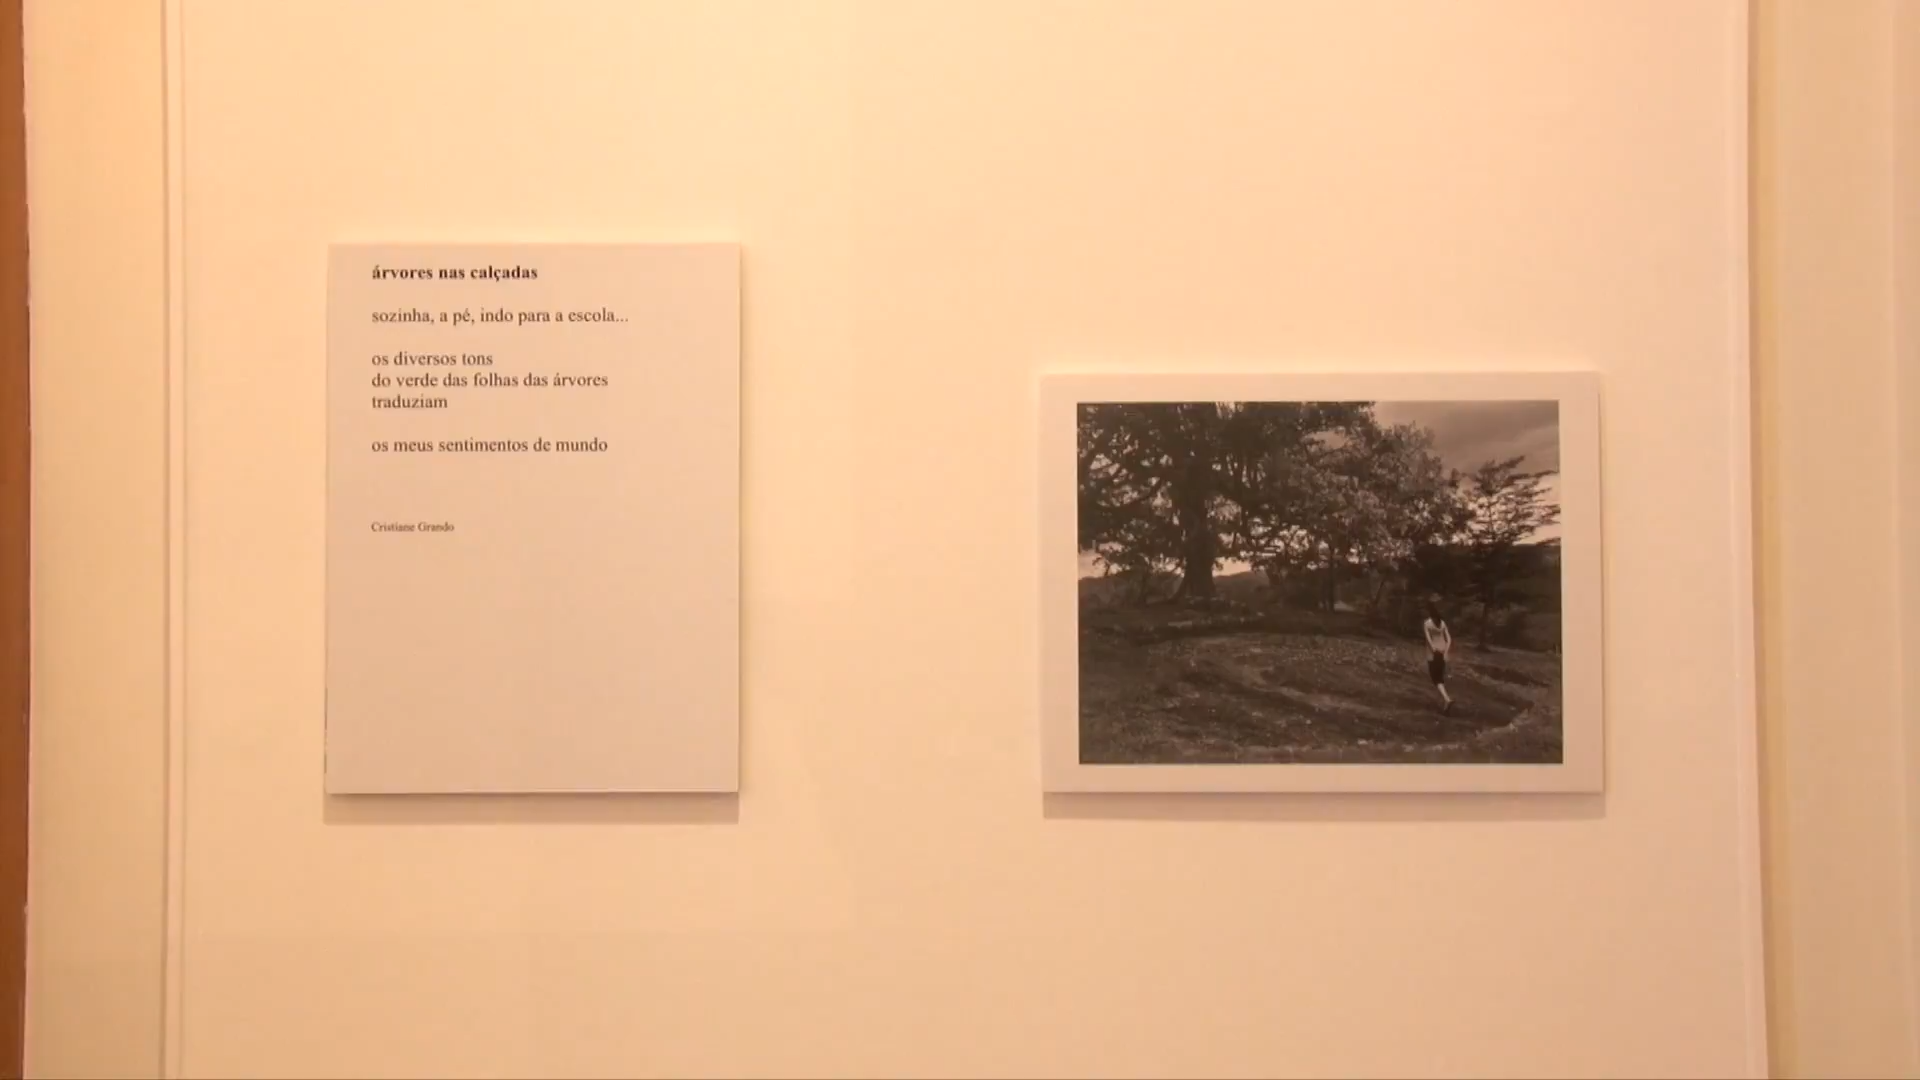 árvores nas calçadas
sozinha, a pé, indo para a escola...
os diversos tons
do verde das folhas das árvores
traduziam
os meus sentimentos de mundo
Cristiane Grando